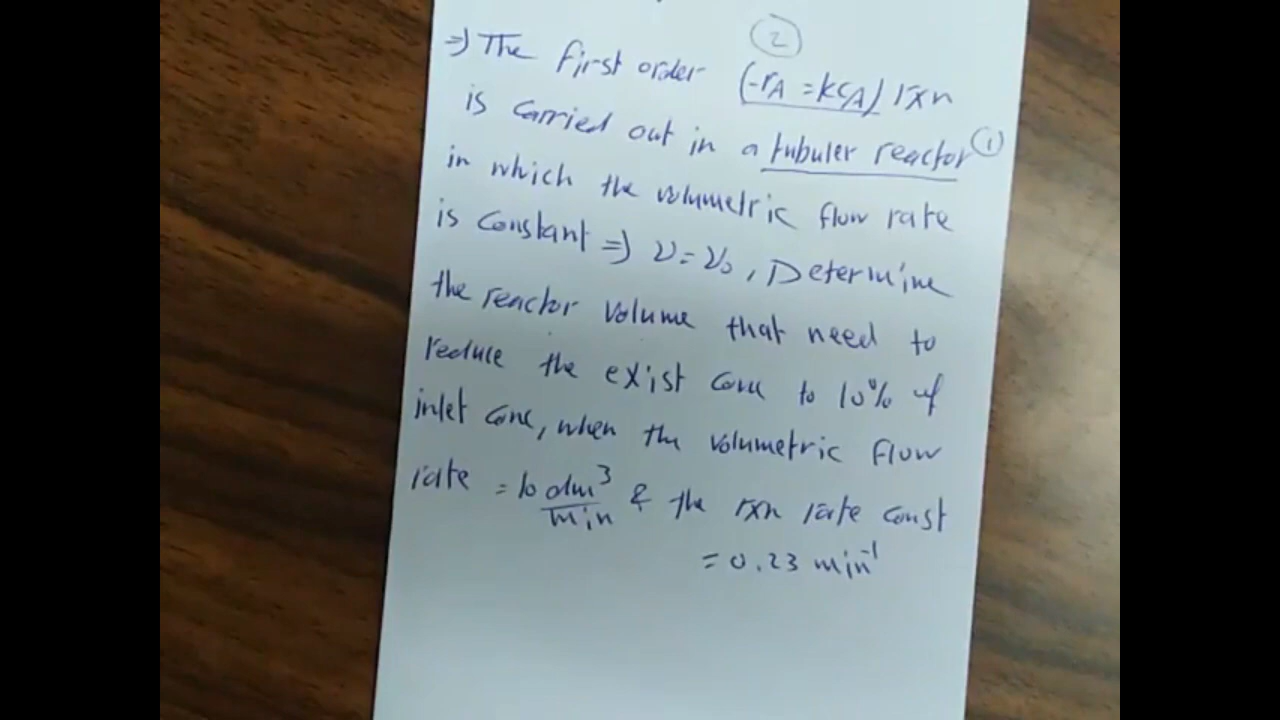 ②
⇒ The first order (-rA = kCA) rxn
is carried out in a tubuler reactor ①
in which the volumetric flow rate
is constant ⇒ υ = υ₀, Determine
the reactor volume that need to
reduce the exist conc to 10% of
inlet conc, when the volumetric flow
rate = 10 dm³/min & the rxn rate const
= 0.23 min⁻¹